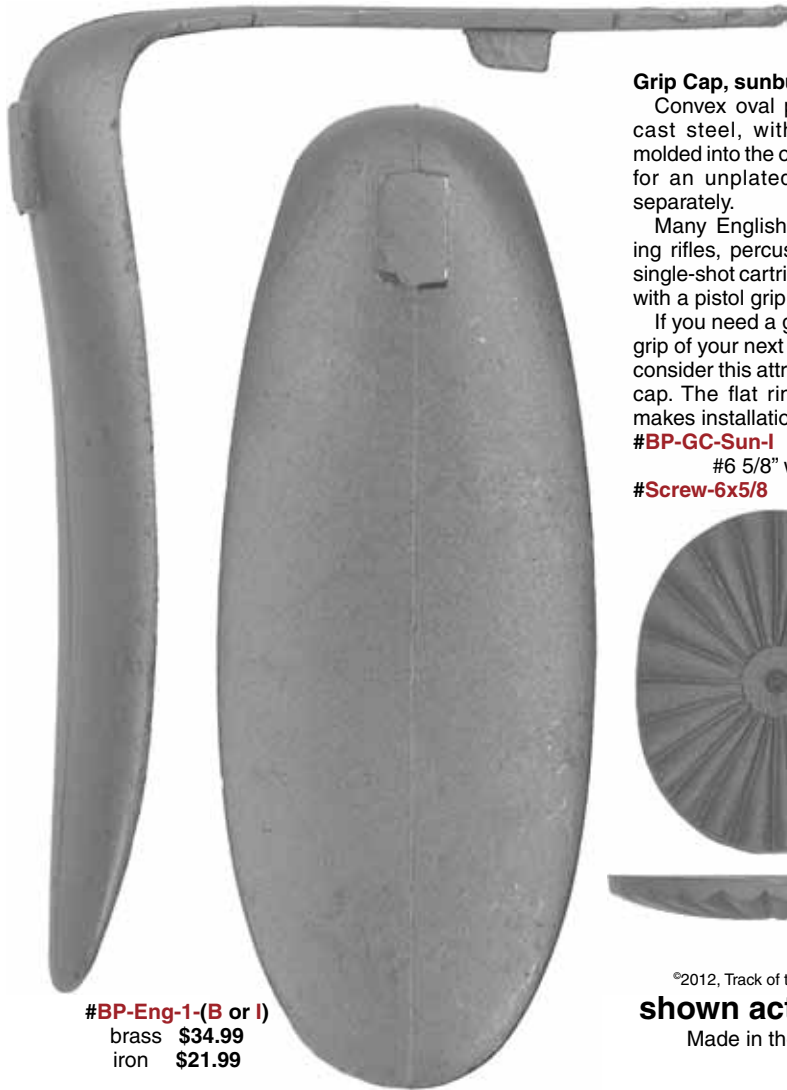 Grip Cap, sunbu
Convex oval p
cast steel, with
molded into the o
for an unplated
separately.
Many English
ing rifles, percus
single-shot cartri
with a pistol grip
If you need a g
grip of your next
consider this attr
cap. The flat rin
makes installatio
#BP-GC-Sun-I
#6 5/8” w
#Screw-6x5/8
#BP-Eng-1-(B or I)
brass $34.99
iron $21.99
©2012, Track of t
shown act
Made in th